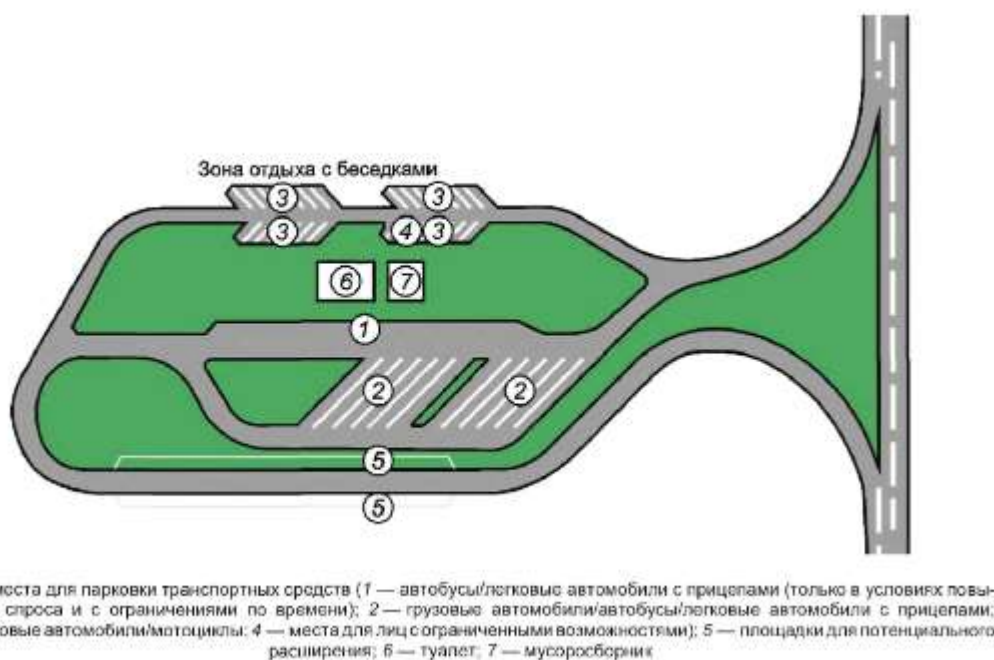 Зона отдыха с беседками
3
3
3
4
3
6
7
1
2
2
5
5
места для парковки транспортных средств (1 — автобусы/легковые автомобили с прицепами (только в условиях повы-
спроса и с ограничениями по времени); 2 — грузовые автомобили/автобусы/легковые автомобили с прицепами;
овые автомобили/мотоциклы; 4 — места для лиц с ограниченными возможностями); 5 — площадки для потенциального
расширения; 6 — туалет; 7 — мусоросборник